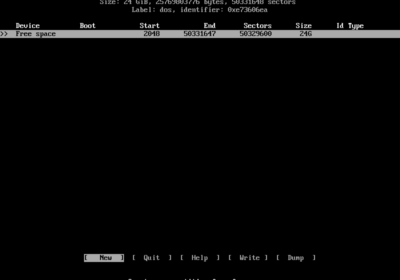 Size: 24 GiB, 25769803776 bytes, 50331648 sectors
Label: dos, identifier: 0xe73606ea
Device Boot Start End Sectors Size Id Type
>> Free space 2048 50331647 50329600 24G
[ New ] [ Quit ] [ Help ] [ Write ] [ Dump ]